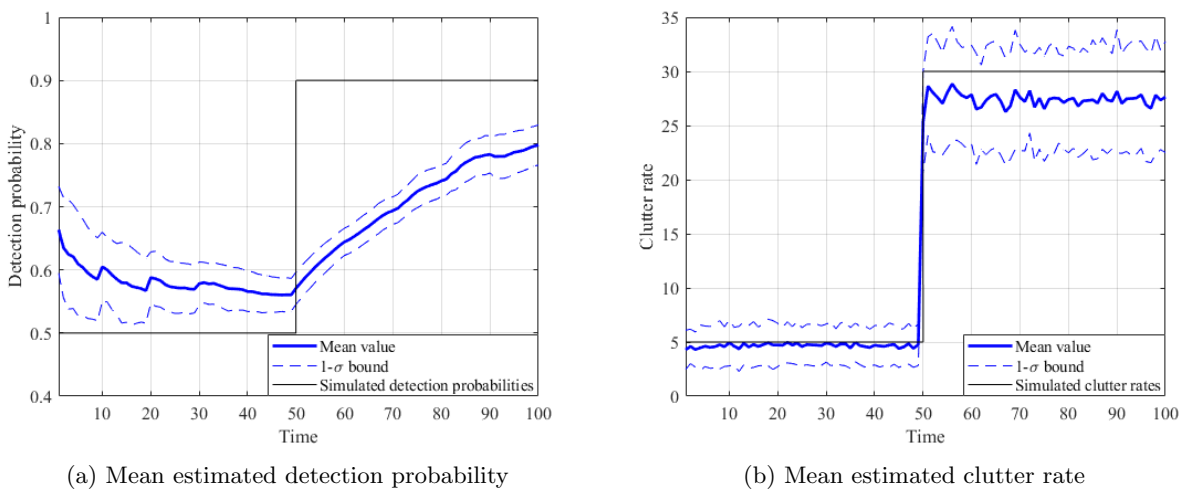 1
0.9
0.8
0.7
0.6
0.5
0.4
Detection probability
10 20 30 40 50 60 70 80 90 100
Time
Mean value
1-σ bound
Simulated detection probabilities
(a) Mean estimated detection probability
35
30
25
20
15
10
5
0
Clutter rate
10 20 30 40 50 60 70 80 90 100
Time
Mean value
1-σ bound
Simulated clutter rates
(b) Mean estimated clutter rate